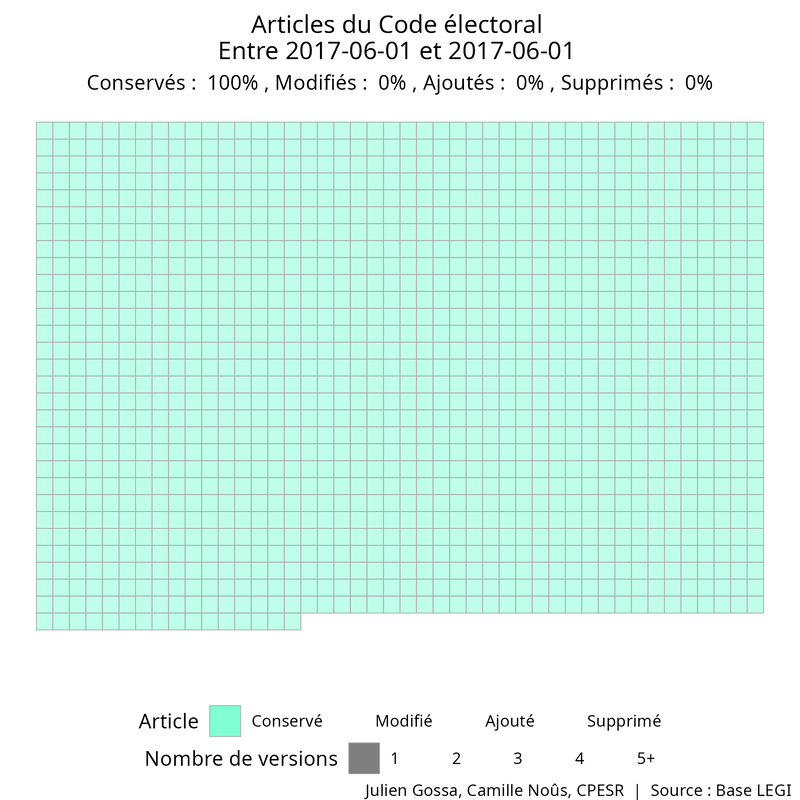 Articles du Code électoral
Entre 2017-06-01 et 2017-06-01
Conservés :  100% , Modifiés :  0% , Ajoutés :  0% , Supprimés :  0%
Article Conservé Modifié Ajouté Supprimé
Nombre de versions 1 2 3 4 5+
Julien Gossa, Camille Noûs, CPESR  |  Source : Base LEGI